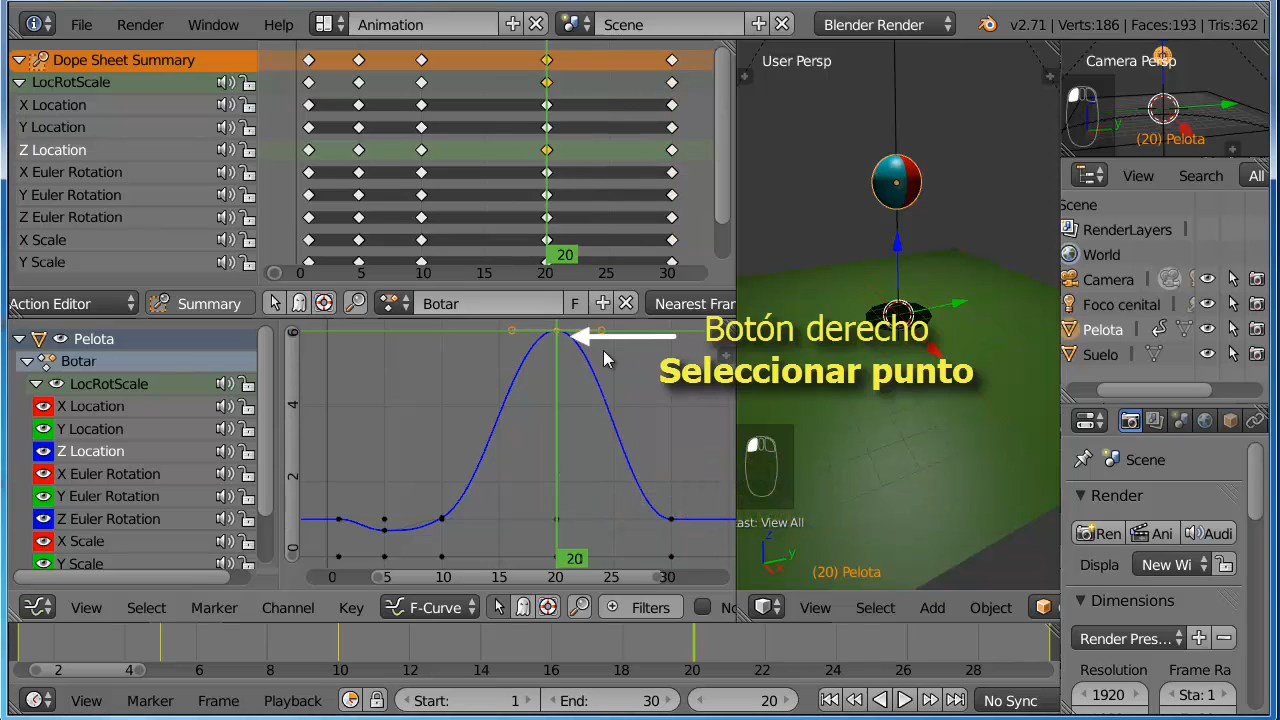 File Render Window Help Animation Scene Blender Render v2.71 | Verts:186 | Faces:193 | Tris:362
Dope Sheet Summary
LocRotScale
X Location
Y Location
Z Location
X Euler Rotation
Y Euler Rotation
Z Euler Rotation
X Scale
Y Scale
20
0 5 10 15 20 25 30
Action Editor Summary Botar F Nearest Fran
Pelota
Botar
LocRotScale
X Location
Y Location
Z Location
X Euler Rotation
Y Euler Rotation
Z Euler Rotation
X Scale
Y Scale
6
4
2
0
20
0 5 10 15 20 25 30
Botón derecho
Seleccionar punto
View Select Marker Channel Key F-Curve Filters No
User Persp
ast: View All
z
y
x
(20) Pelota
View Select Add Object
Camera Persp
y
(20) Pelota
View Search All
Scene
RenderLayers
World
Camera
Foco cenital
Pelota
Suelo
Scene
Render
Ren Ani Audi
Displa New Wi
Dimensions
Render Pres...
Resolution Frame Ra
1920 Sta: 1
2 4 6 8 10 12 14 16 18 20 22 24 26 28
View Marker Frame Playback Start: 1 End: 30 20 No Sync